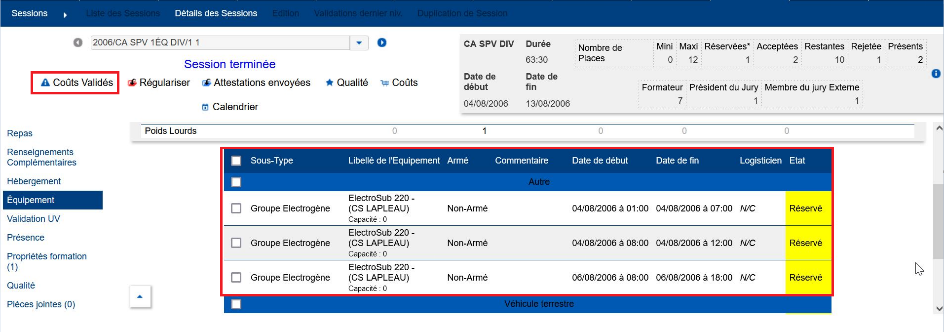 Sessions Liste des Sessions Détails des Sessions Edition Validations dernier niv. Duplication de Session
2006/CA SPV 1ÉQ DIV/1 1
Session terminée
Coûts Validés Régulariser Attestations envoyées Qualité Coûts
Calendrier
CA SPV DIV Durée
63:30
Date de début Date de fin
04/08/2006 13/08/2006
Nombre de Places Mini Maxi Réservées* Acceptées Restantes Rejetée Présents
0 12 1 2 10 1 2
Formateur Président du Jury Membre du jury Externe
7 1 1
Repas
Renseignements
Complémentaires
Hébergement
Équipement
Validation UV
Présence
Propriétés formation
(1)
Qualité
Pièces jointes (0)
Poids Lourds 0 1 0 0 0
Sous-Type Libellé de l'Equipement Armé Commentaire Date de début Date de fin Logisticien Etat
Autre
Groupe Electrogène ElectroSub 220 - (CS LAPLEAU) Capacité : 0 Non-Armé 04/08/2006 à 01:00 04/08/2006 à 07:00 N/C Réservé
Groupe Electrogène ElectroSub 220 - (CS LAPLEAU) Capacité : 0 Non-Armé 04/08/2006 à 08:00 04/08/2006 à 12:00 N/C Réservé
Groupe Electrogène ElectroSub 220 - (CS LAPLEAU) Capacité : 0 Non-Armé 06/08/2006 à 08:00 06/08/2006 à 18:00 N/C Réservé
Véhicule terrestre